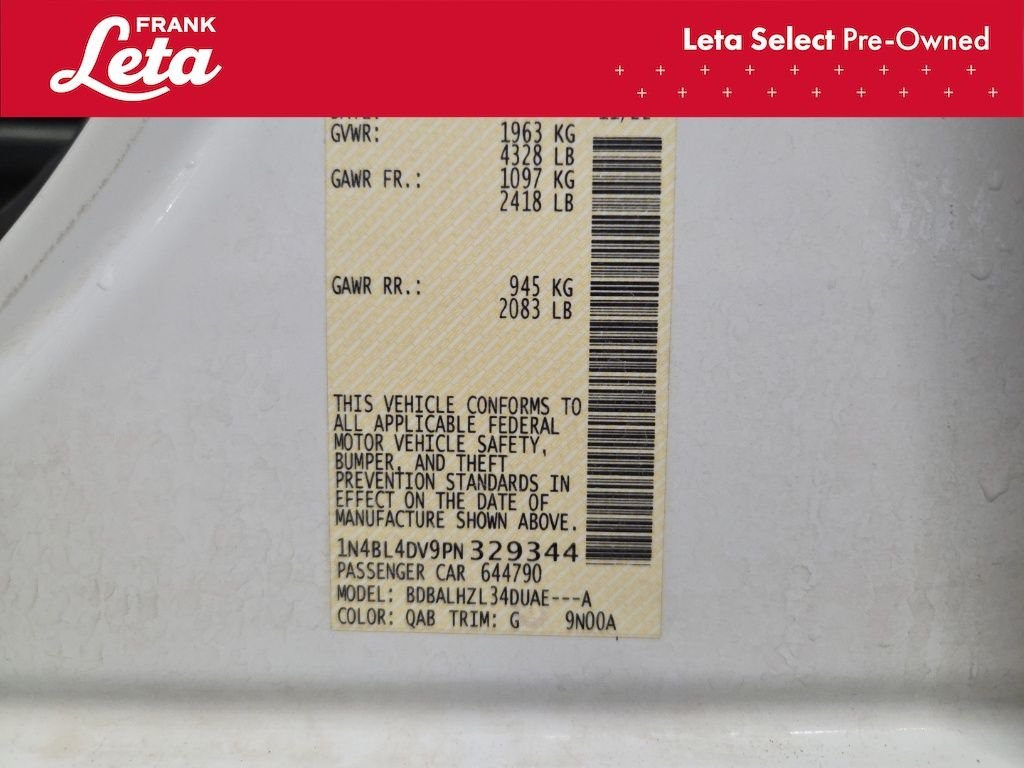 FRANK
Leta
Leta Select Pre-Owned
GVWR: 1963 KG
4328 LB
GAWR FR.: 1097 KG
2418 LB
GAWR RR.: 945 KG
2083 LB
THIS VEHICLE CONFORMS TO
ALL APPLICABLE FEDERAL
MOTOR VEHICLE SAFETY,
BUMPER, AND THEFT
PREVENTION STANDARDS IN
EFFECT ON THE DATE OF
MANUFACTURE SHOWN ABOVE.
1N4BL4DV9PN329344
PASSENGER CAR 644790
MODEL: BDBALHZL34DUAE---A
COLOR: QAB TRIM: G 9N00A